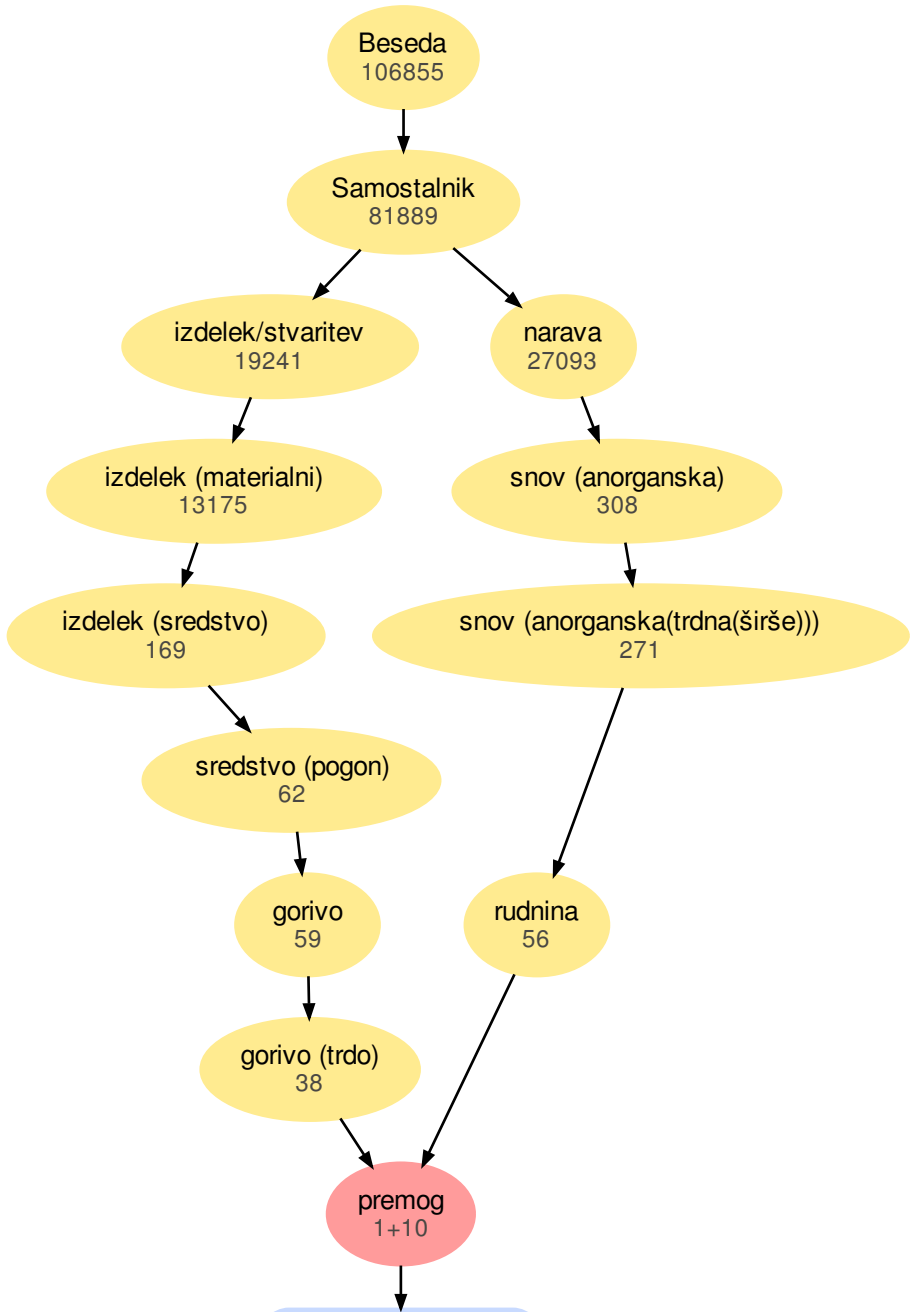 Beseda
106855
Samostalnik
81889
izdelek/stvaritev
19241
narava
27093
izdelek (materialni)
13175
snov (anorganska)
308
izdelek (sredstvo)
169
snov (anorganska(trdna(širše)))
271
sredstvo (pogon)
62
gorivo
59
rudnina
56
gorivo (trdo)
38
premog
1+10